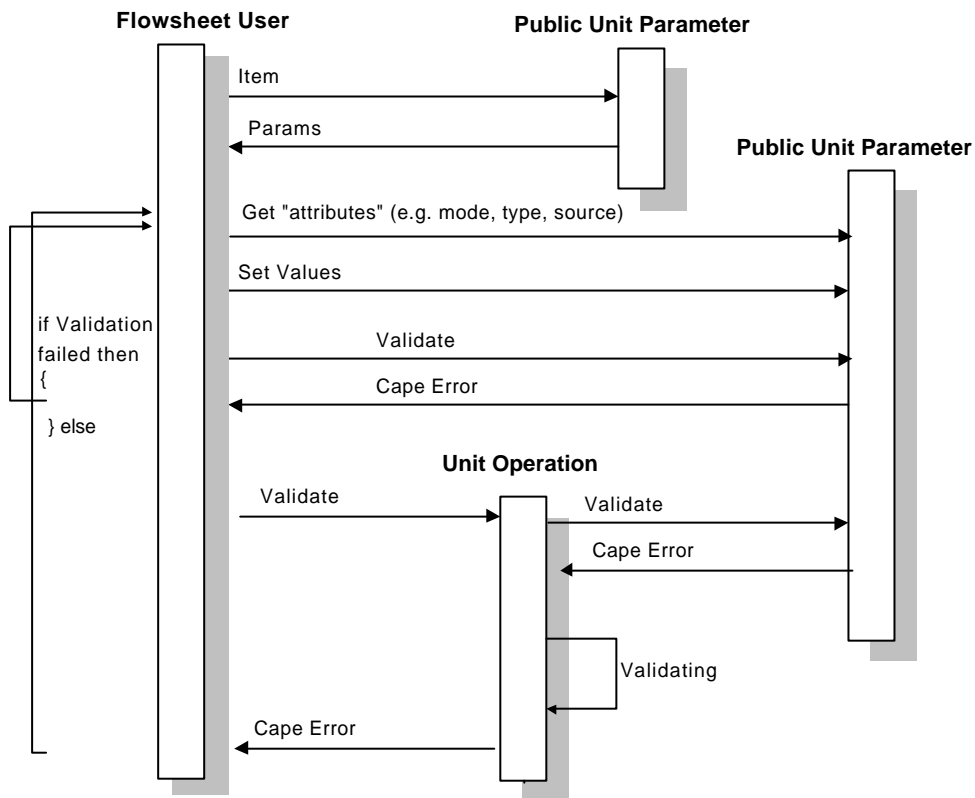 Flowsheet User
Public Unit Parameter
Item
Params
Public Unit Parameter
Get "attributes" (e.g. mode, type, source)
Set Values
if Validation
failed then
{
} else
Validate
Cape Error
Unit Operation
Validate
Validate
Cape Error
Validating
Cape Error